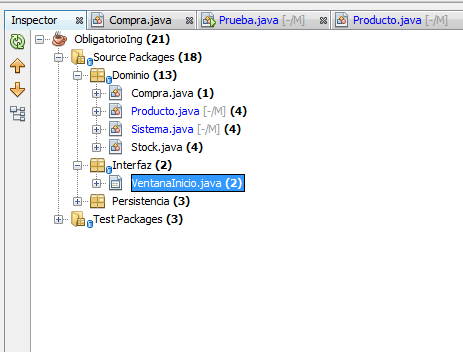 Inspector Compra.java Prueba.java [-/M] Producto.java [-/M]
ObligatorioIng (21)
Source Packages (18)
Dominio (13)
Compra.java (1)
Producto.java [-/M] (4)
Sistema.java [-/M] (4)
Stock.java (4)
Interfaz (2)
VentanaInicio.java (2)
Persistencia (3)
Test Packages (3)